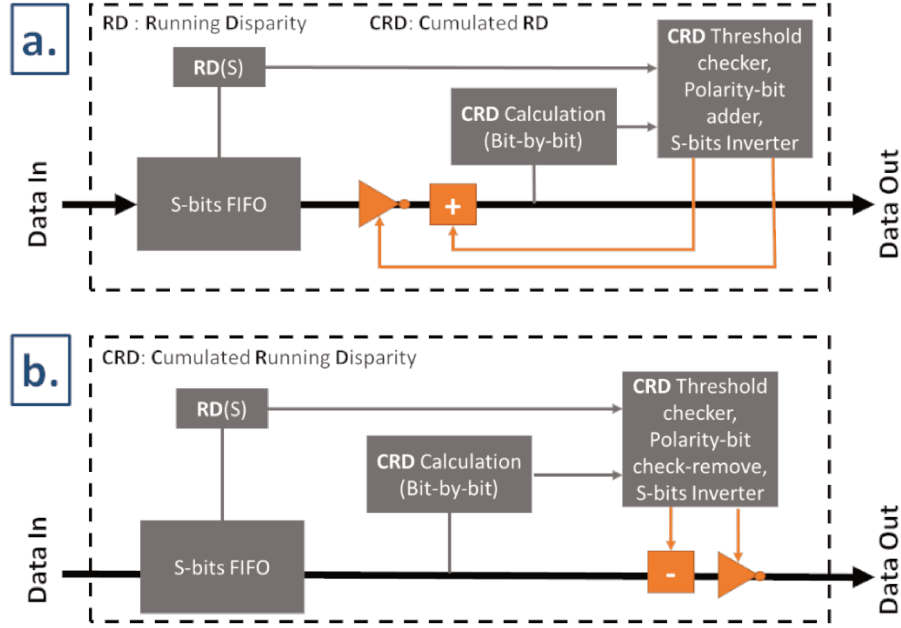 a.
RD : Running Disparity
CRD: Cumulated RD
RD(S)
CRD Threshold
checker,
Polarity-bit
adder,
S-bits Inverter
CRD Calculation
(Bit-by-bit)
Data In
S-bits FIFO
+
Data Out
b.
CRD: Cumulated Running Disparity
RD(S)
CRD Threshold
checker,
Polarity-bit
check-remove,
S-bits Inverter
CRD Calculation
(Bit-by-bit)
Data In
S-bits FIFO
-
Data Out